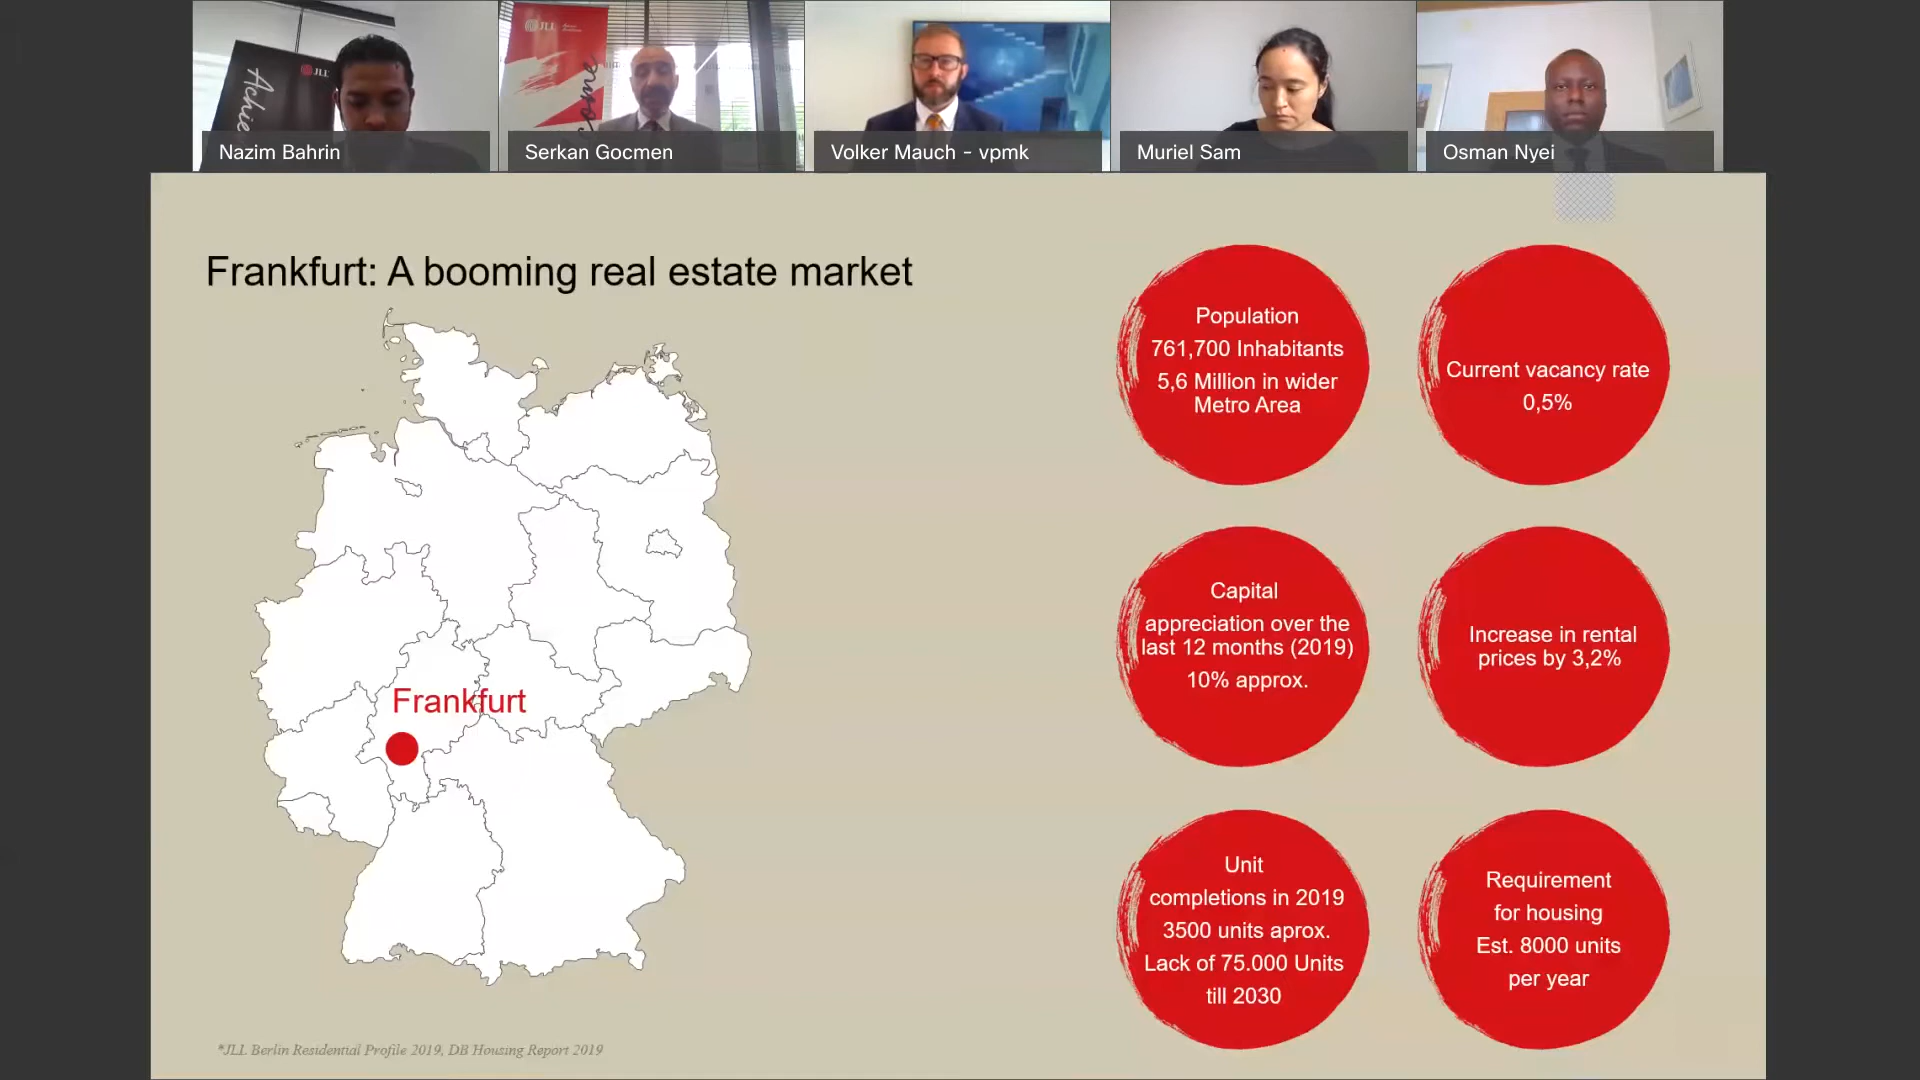 Achie
JLL
JLL
come
Nazim Bahrin
Serkan Gocmen
Volker Mauch - vpmk
Muriel Sam
Osman Nyei
Frankfurt: A booming real estate market
Frankfurt
Population
761,700 Inhabitants
5,6 Million in wider
Metro Area
Current vacancy rate
0,5%
Capital
appreciation over the
last 12 months (2019)
10% approx.
Increase in rental
prices by 3,2%
Unit
completions in 2019
3500 units aprox.
Lack of 75.000 Units
till 2030
Requirement
for housing
Est. 8000 units
per year
*JLL Berlin Residential Profile 2019, DB Housing Report 2019